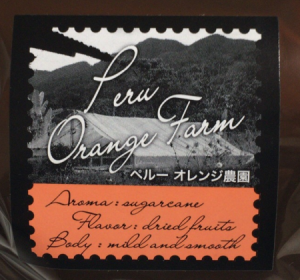 Peru
Orange Farm
ペルー オレンジ農園
Aroma : sugarcane
Flavor : dried fruits
Body : mild and smooth